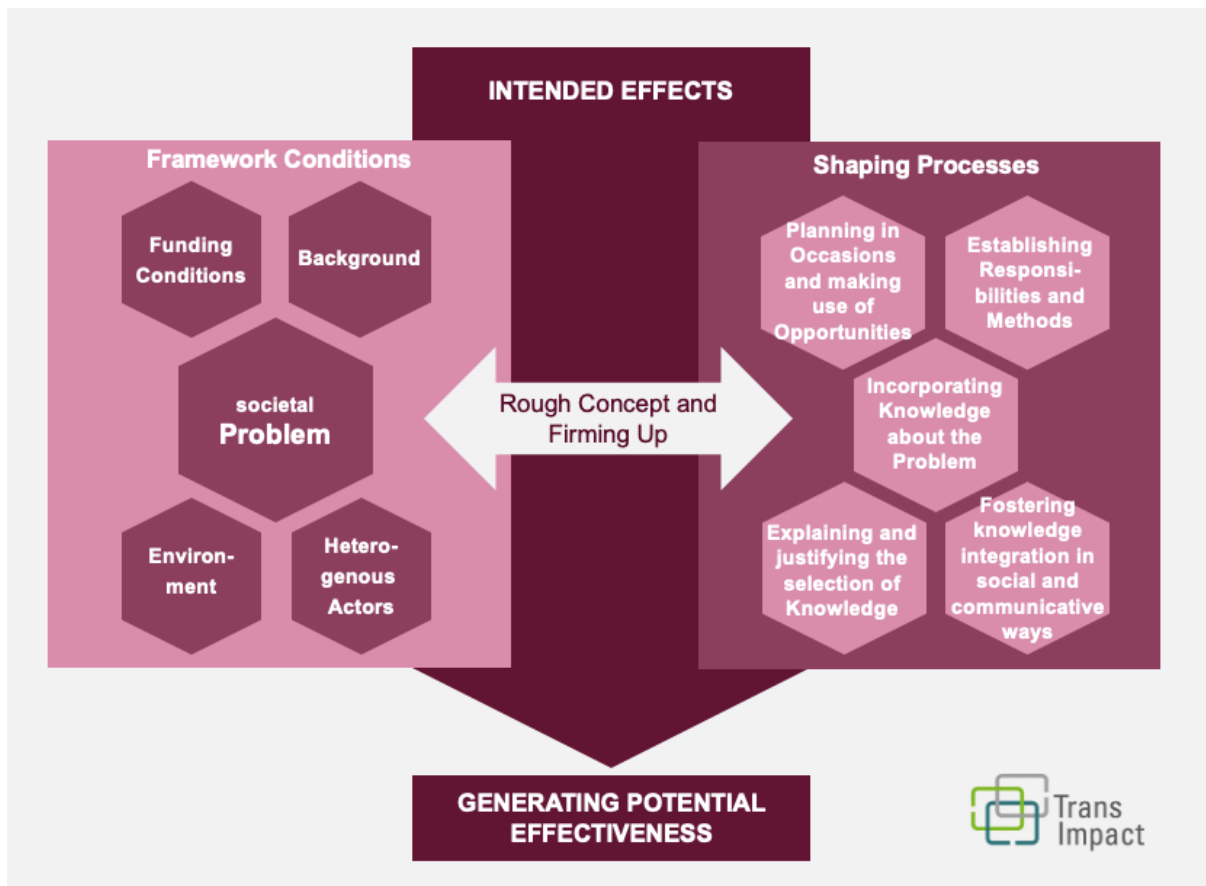 INTENDED EFFECTS
Framework Conditions
Funding
Conditions
Background
societal
Problem
Environ-
ment
Hetero-
genous
Actors
Rough Concept and
Firming Up
Shaping Processes
Planning in
Occasions
and making
use of
Opportunities
Establishing
Responsi-
bilities and
Methods
Incorporating
Knowledge
about the
Problem
Explaining and
justifying the
selection of
Knowledge
Fostering
knowledge
integration in
social and
communicative
ways
GENERATING POTENTIAL
EFFECTIVENESS
Trans
Impact